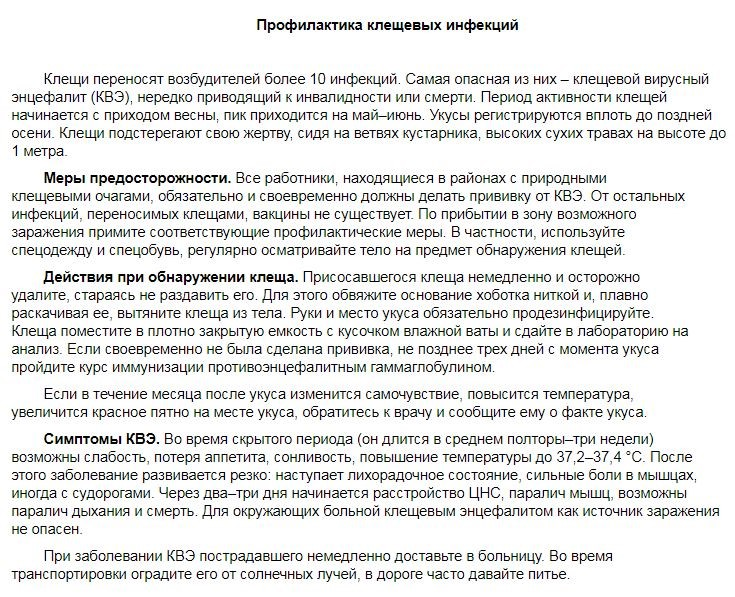 Профилактика клещевых инфекций
Клещи переносят возбудителей более 10 инфекций. Самая опасная из них – клещевой вирусный
энцефалит (КВЭ), нередко приводящий к инвалидности или смерти. Период активности клещей
начинается с приходом весны, пик приходится на май–июнь. Укусы регистрируются вплоть до поздней
осени. Клещи подстерегают свою жертву, сидя на ветвях кустарника, высоких сухих травах на высоте до
1 метра.
Меры предосторожности. Все работники, находящиеся в районах с природными
клещевыми очагами, обязательно и своевременно должны делать прививку от КВЭ. От остальных
инфекций, переносимых клещами, вакцины не существует. По прибытии в зону возможного
заражения примите соответствующие профилактические меры. В частности, используйте
спецодежду и спецобувь, регулярно осматривайте тело на предмет обнаружения клещей.
Действия при обнаружении клеща. Присосавшегося клеща немедленно и осторожно
удалите, стараясь не раздавить его. Для этого обвяжите основание хоботка ниткой и, плавно
раскачивая ее, вытяните клеща из тела. Руки и место укуса обязательно продезинфицируйте.
Клеща поместите в плотно закрытую емкость с кусочком влажной ваты и сдайте в лабораторию на
анализ. Если своевременно не была сделана прививка, не позднее трех дней с момента укуса
пройдите курс иммунизации противоэнцефалитным гаммаглобулином.
Если в течение месяца после укуса изменится самочувствие, повысится температура,
увеличится красное пятно на месте укуса, обратитесь к врачу и сообщите ему о факте укуса.
Симптомы КВЭ. Во время скрытого периода (он длится в среднем полторы–три недели)
возможны слабость, потеря аппетита, сонливость, повышение температуры до 37,2–37,4 °С. После
этого заболевание развивается резко: наступает лихорадочное состояние, сильные боли в мышцах,
иногда с судорогами. Через два–три дня начинается расстройство ЦНС, паралич мышц, возможны
паралич дыхания и смерть. Для окружающих больной клещевым энцефалитом как источник заражения
не опасен.
При заболевании КВЭ пострадавшего немедленно доставьте в больницу. Во время
транспортировки оградите его от солнечных лучей, в дороге часто давайте питье.